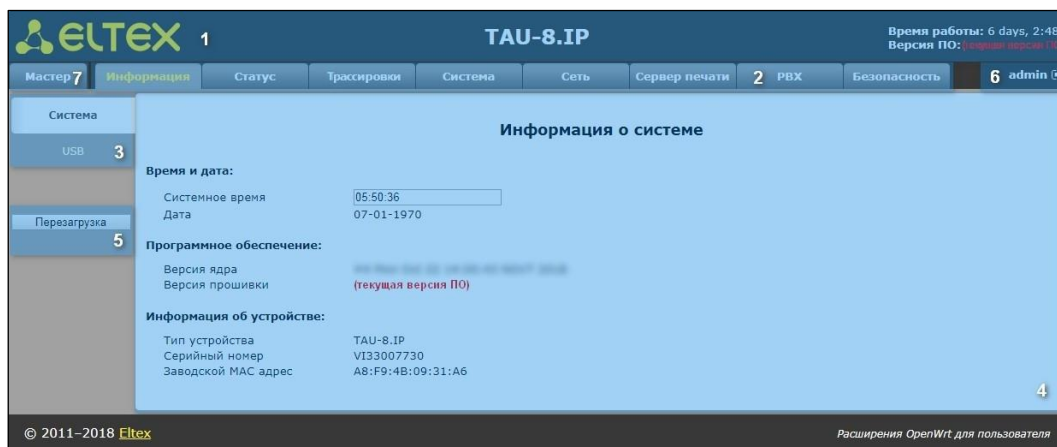 ELTEX 1 TAU-8.IP Время работы: 6 days, 2:48
Версия ПО: (текущая версия ПО
Мастер 7 Информация Статус Трассировки Система Сеть Сервер печати 2 PBX Безопасность 6 admin
Система
USB 3
Перезагрузка
5
Информация о системе
Время и дата:
Системное время 05:50:36
Дата 07-01-1970
Программное обеспечение:
Версия ядра
Версия прошивки (текущая версия ПО)
Информация об устройстве:
Тип устройства TAU-8.IP
Серийный номер VI33007730
Заводской MAC адрес A8:F9:4B:09:31:A6
4
© 2011–2018 Eltex Расширения OpenWrt для пользователя